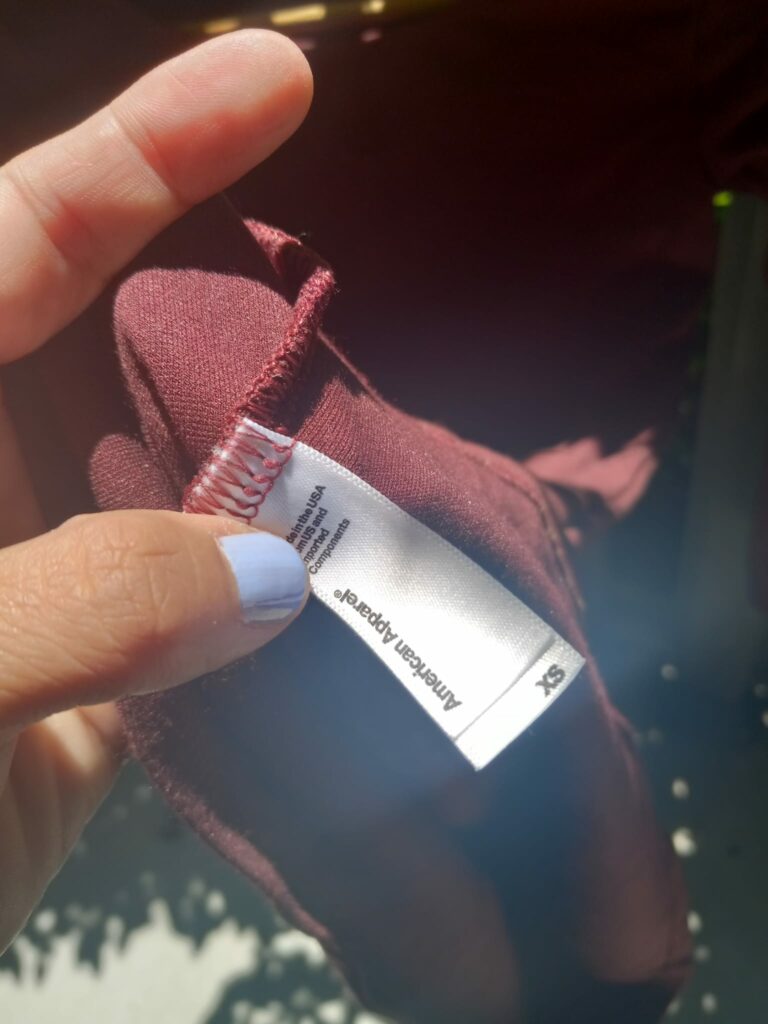 de in the USA
om US and
mported
Components
American Apparel®
XS